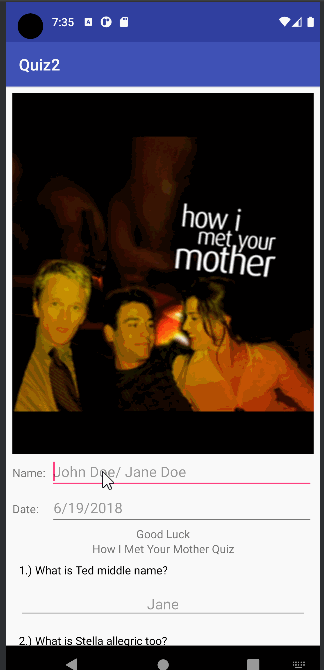 7:35
Quiz2
how i
met your
mother
Name: John Doe/ Jane Doe
Date: 6/19/2018
Good Luck
How I Met Your Mother Quiz
1.) What is Ted middle name?
Jane
2.) What is Stella allegric too?